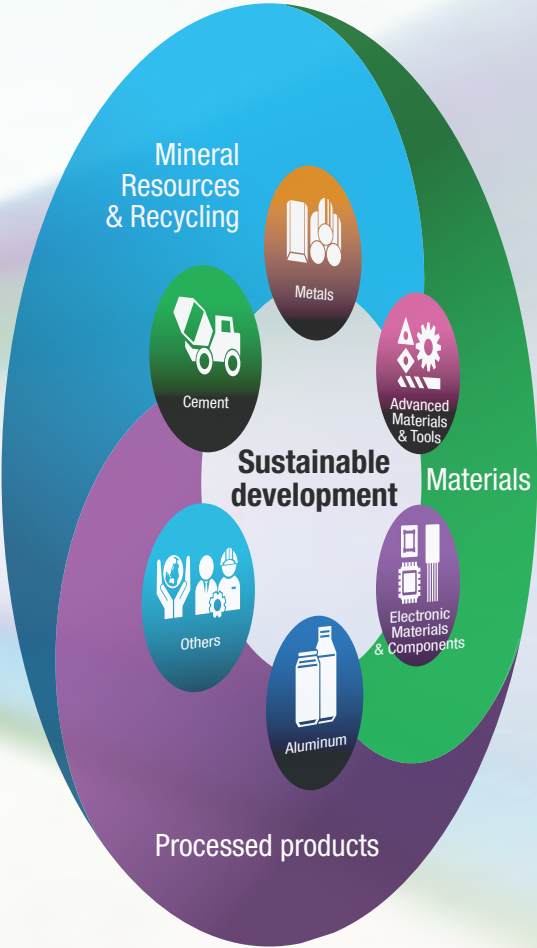 Mineral
Resources
& Recycling
Metals
Cement
Advanced
Materials
& Tools
Sustainable
development
Materials
Electronic
Materials
& Components
Others
Aluminum
Processed products